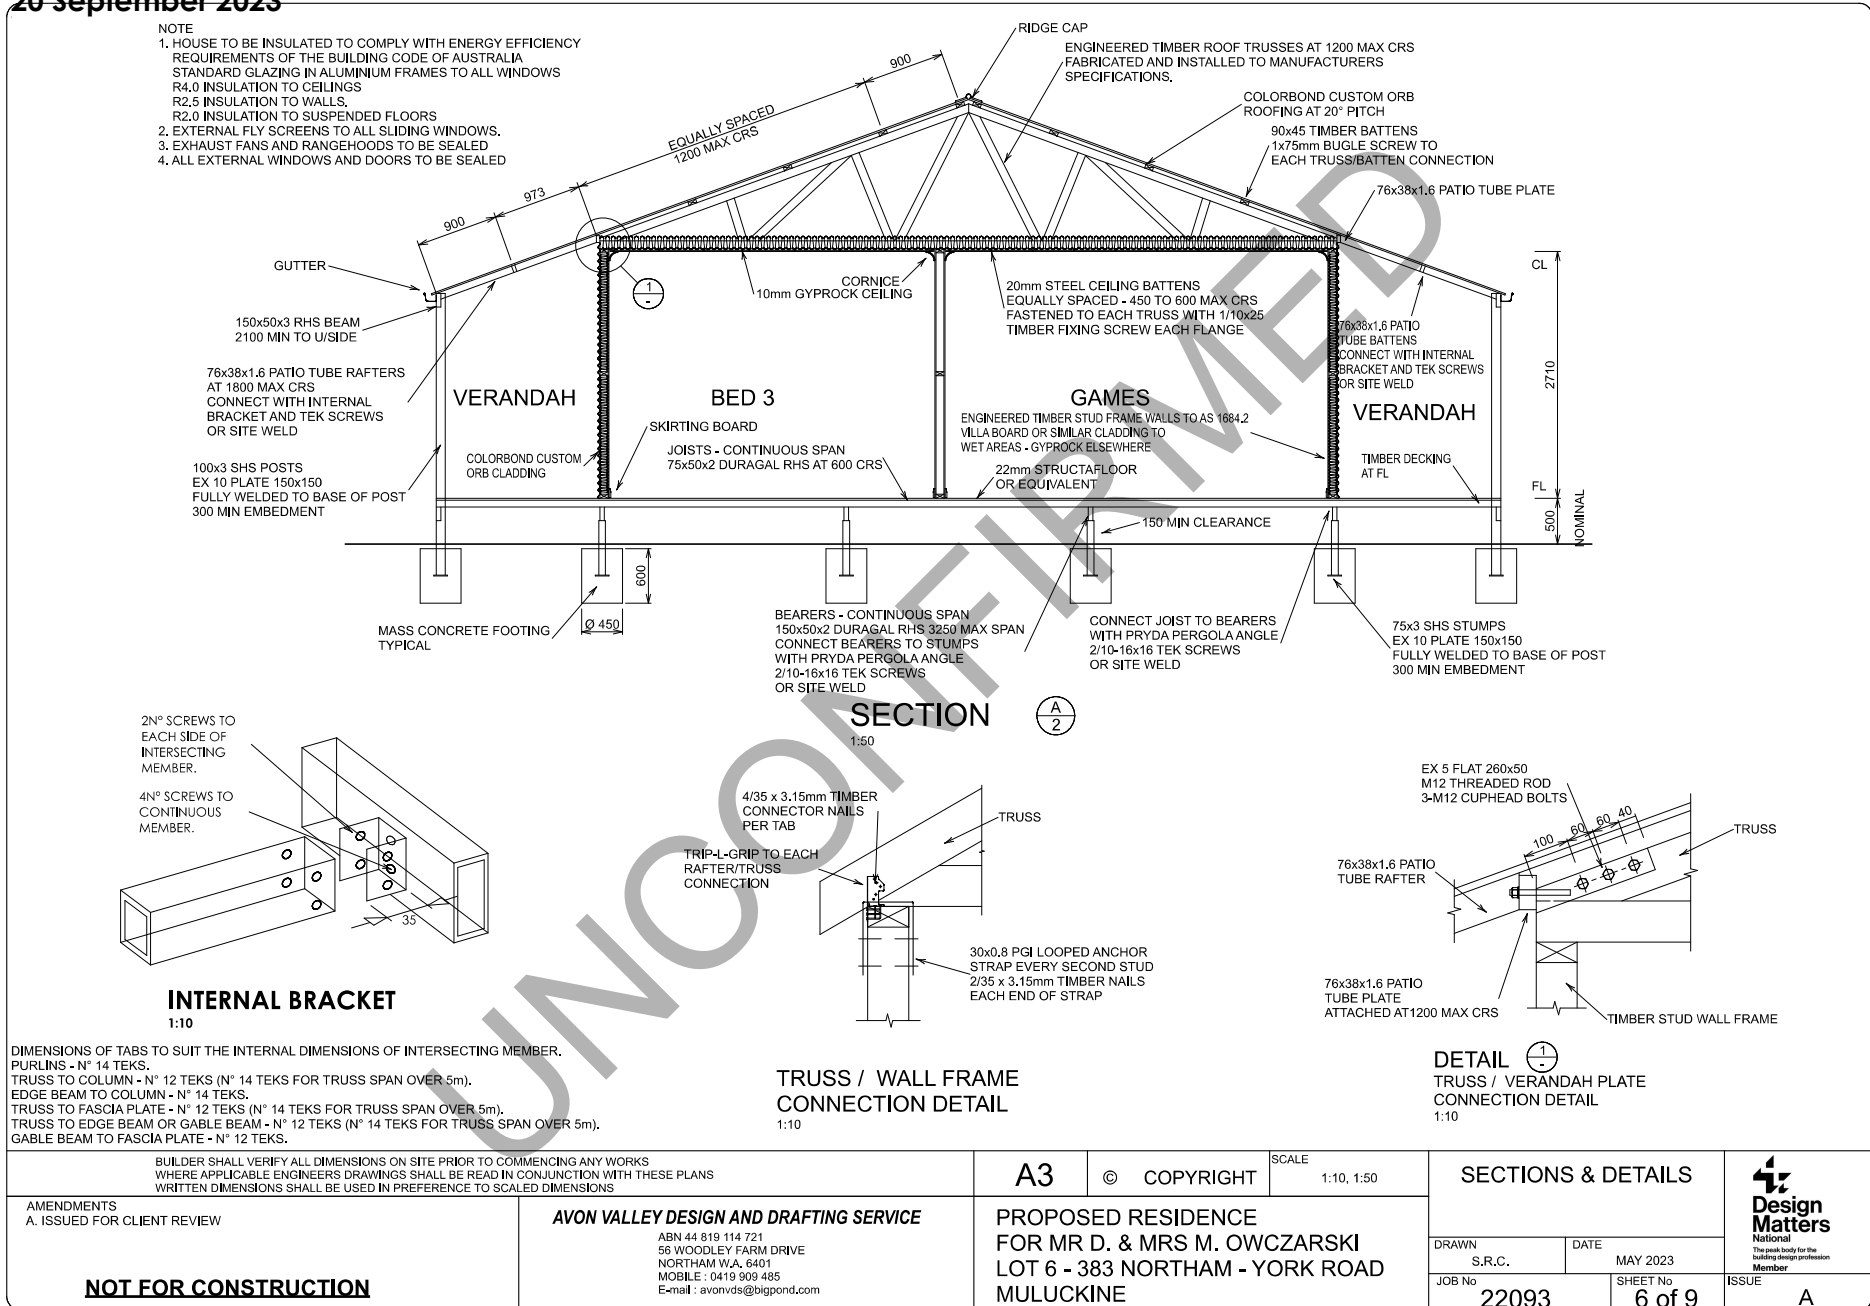 20 September 2023
NOTE
1. HOUSE TO BE INSULATED TO COMPLY WITH ENERGY EFFICIENCY
REQUIREMENTS OF THE BUILDING CODE OF AUSTRALIA
STANDARD GLAZING IN ALUMINIUM FRAMES TO ALL WINDOWS
R4.0 INSULATION TO CEILINGS
R2.5 INSULATION TO WALLS.
R2.0 INSULATION TO SUSPENDED FLOORS
2. EXTERNAL FLY SCREENS TO ALL SLIDING WINDOWS.
3. EXHAUST FANS AND RANGEHOODS TO BE SEALED
4. ALL EXTERNAL WINDOWS AND DOORS TO BE SEALED
900
EQUALLY SPACED
1200 MAX CRS
973
900
RIDGE CAP
ENGINEERED TIMBER ROOF TRUSSES AT 1200 MAX CRS
FABRICATED AND INSTALLED TO MANUFACTURERS
SPECIFICATIONS.
COLORBOND CUSTOM ORB
ROOFING AT 20° PITCH
90x45 TIMBER BATTENS
1x75mm BUGLE SCREW TO
EACH TRUSS/BATTEN CONNECTION
76x38x1.6 PATIO TUBE PLATE
GUTTER
1
-
10mm GYPROCK CEILING
CORNICE
20mm STEEL CEILING BATTENS
EQUALLY SPACED - 450 TO 600 MAX CRS
FASTENED TO EACH TRUSS WITH 1/10x25
TIMBER FIXING SCREW EACH FLANGE
CL
2710
FL
500
NOMINAL
150x50x3 RHS BEAM
2100 MIN TO U/SIDE
76x38x1.6 PATIO TUBE RAFTERS
AT 1800 MAX CRS
CONNECT WITH INTERNAL
BRACKET AND TEK SCREWS
OR SITE WELD
100x3 SHS POSTS
EX 10 PLATE 150x150
FULLY WELDED TO BASE OF POST
300 MIN EMBEDMENT
76x38x1.6 PATIO
TUBE BATTENS
CONNECT WITH INTERNAL
BRACKET AND TEK SCREWS
OR SITE WELD
VERANDAH
BED 3
GAMES
VERANDAH
COLORBOND CUSTOM
ORB CLADDING
SKIRTING BOARD
JOISTS - CONTINUOUS SPAN
75x50x2 DURAGAL RHS AT 600 CRS
ENGINEERED TIMBER STUD FRAME WALLS TO AS 1684.2
VILLA BOARD OR SIMILAR CLADDING TO
WET AREAS - GYPROCK ELSEWHERE
22mm STRUCTAFLOOR
OR EQUIVALENT
TIMBER DECKING
AT FL
150 MIN CLEARANCE
600
Ø 450
MASS CONCRETE FOOTING
TYPICAL
BEARERS - CONTINUOUS SPAN
150x50x2 DURAGAL RHS 3250 MAX SPAN
CONNECT BEARERS TO STUMPS
WITH PRYDA PERGOLA ANGLE
2/10-16x16 TEK SCREWS
OR SITE WELD
CONNECT JOIST TO BEARERS
WITH PRYDA PERGOLA ANGLE
2/10-16x16 TEK SCREWS
OR SITE WELD
75x3 SHS STUMPS
EX 10 PLATE 150x150
FULLY WELDED TO BASE OF POST
300 MIN EMBEDMENT
SECTION
1:50
A
2
UNCONFIRMED
2N° SCREWS TO
EACH SIDE OF
INTERSECTING
MEMBER.
4N° SCREWS TO
CONTINUOUS
MEMBER.
35
INTERNAL BRACKET
1:10
DIMENSIONS OF TABS TO SUIT THE INTERNAL DIMENSIONS OF INTERSECTING MEMBER.
PURLINS - N° 14 TEKS.
TRUSS TO COLUMN - N° 12 TEKS (N° 14 TEKS FOR TRUSS SPAN OVER 5m).
EDGE BEAM TO COLUMN - N° 14 TEKS.
TRUSS TO FASCIA PLATE - N° 12 TEKS (N° 14 TEKS FOR TRUSS SPAN OVER 5m).
TRUSS TO EDGE BEAM OR GABLE BEAM - N° 12 TEKS (N° 14 TEKS FOR TRUSS SPAN OVER 5m).
GABLE BEAM TO FASCIA PLATE - N° 12 TEKS.
4/35 x 3.15mm TIMBER
CONNECTOR NAILS
PER TAB
TRUSS
TRIP-L-GRIP TO EACH
RAFTER/TRUSS
CONNECTION
30x0.8 PGI LOOPED ANCHOR
STRAP EVERY SECOND STUD
2/35 x 3.15mm TIMBER NAILS
EACH END OF STRAP
TRUSS / WALL FRAME
CONNECTION DETAIL
1:10
EX 5 FLAT 260x50
M12 THREADED ROD
3-M12 CUPHEAD BOLTS
100
60
60
40
TRUSS
76x38x1.6 PATIO
TUBE RAFTER
76x38x1.6 PATIO
TUBE PLATE
ATTACHED AT1200 MAX CRS
TIMBER STUD WALL FRAME
DETAIL
1
-
TRUSS / VERANDAH PLATE
CONNECTION DETAIL
1:10
BUILDER SHALL VERIFY ALL DIMENSIONS ON SITE PRIOR TO COMMENCING ANY WORKS
WHERE APPLICABLE ENGINEERS DRAWINGS SHALL BE READ IN CONJUNCTION WITH THESE PLANS
WRITTEN DIMENSIONS SHALL BE USED IN PREFERENCE TO SCALED DIMENSIONS
AMENDMENTS
A. ISSUED FOR CLIENT REVIEW
NOT FOR CONSTRUCTION
AVON VALLEY DESIGN AND DRAFTING SERVICE
ABN 44 819 114 721
56 WOODLEY FARM DRIVE
NORTHAM W.A. 6401
MOBILE : 0419 909 485
E-mail : avonvds@bigpond.com
A3
© COPYRIGHT
SCALE
1:10, 1:50
PROPOSED RESIDENCE
FOR MR D. & MRS M. OWCZARSKI
LOT 6 - 383 NORTHAM - YORK ROAD
MULUCKINE
SECTIONS & DETAILS
DRAWN
S.R.C.
DATE
MAY 2023
JOB No
22093
SHEET No
6 of 9
ISSUE
A
Design
Matters
National
The peak body for the
building design profession
Member